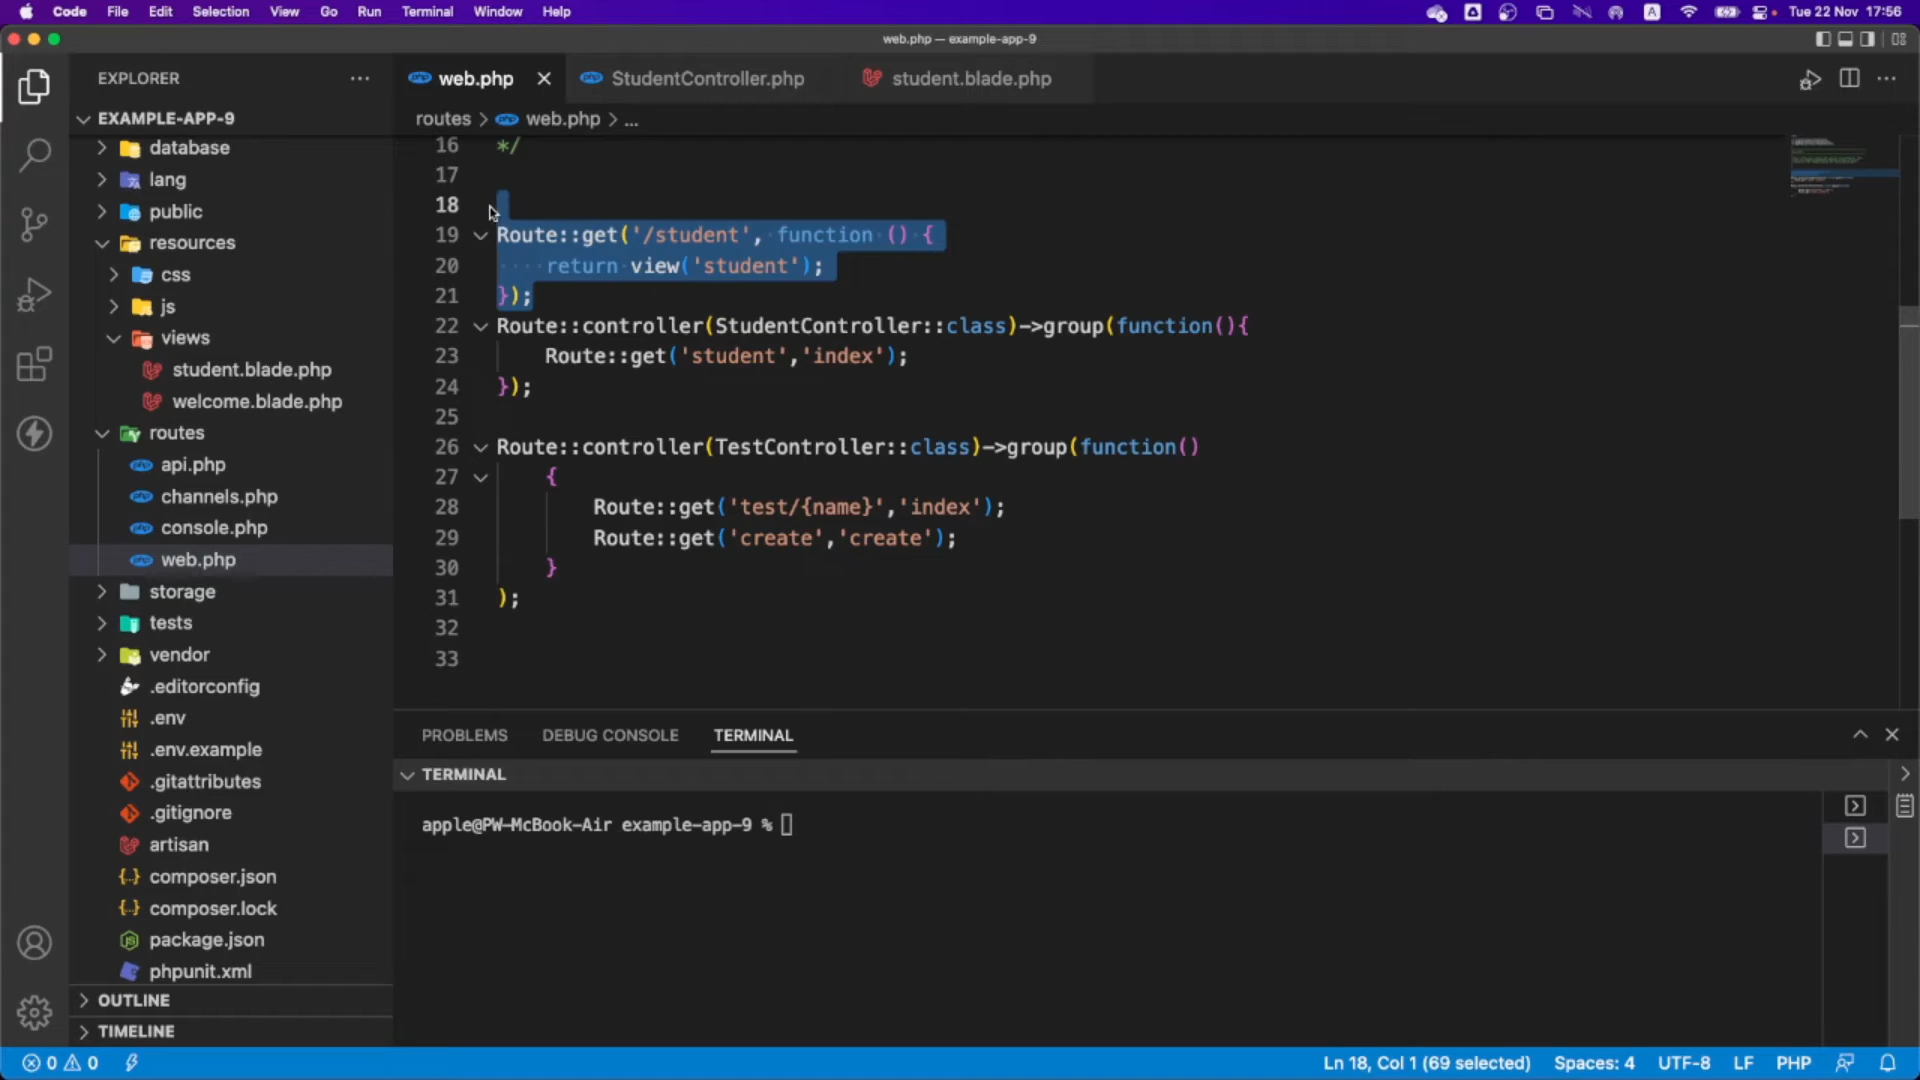 Code File Edit Selection View Go Run Terminal Window Help
A Tue 22 Nov 17:56
web.php — example-app-9
EXPLORER ...
web.php StudentController.php student.blade.php
EXAMPLE-APP-9
routes > web.php > ...
database
lang
public
resources
css
js
views
student.blade.php
welcome.blade.php
routes
api.php
channels.php
console.php
web.php
storage
tests
vendor
.editorconfig
.env
.env.example
.gitattributes
.gitignore
artisan
composer.json
composer.lock
package.json
phpunit.xml
OUTLINE
TIMELINE
16 */
17
18
19 Route::get('/student', function () {
20 return view('student');
21 });
22 Route::controller(StudentController::class)->group(function(){
23 Route::get('student','index');
24 });
25
26 Route::controller(TestController::class)->group(function()
27 {
28 Route::get('test/{name}','index');
29 Route::get('create','create');
30 }
31 );
32
33
PROBLEMS DEBUG CONSOLE TERMINAL
TERMINAL
apple@PW-McBook-Air example-app-9 %
0 0 Ln 18, Col 1 (69 selected) Spaces: 4 UTF-8 LF PHP